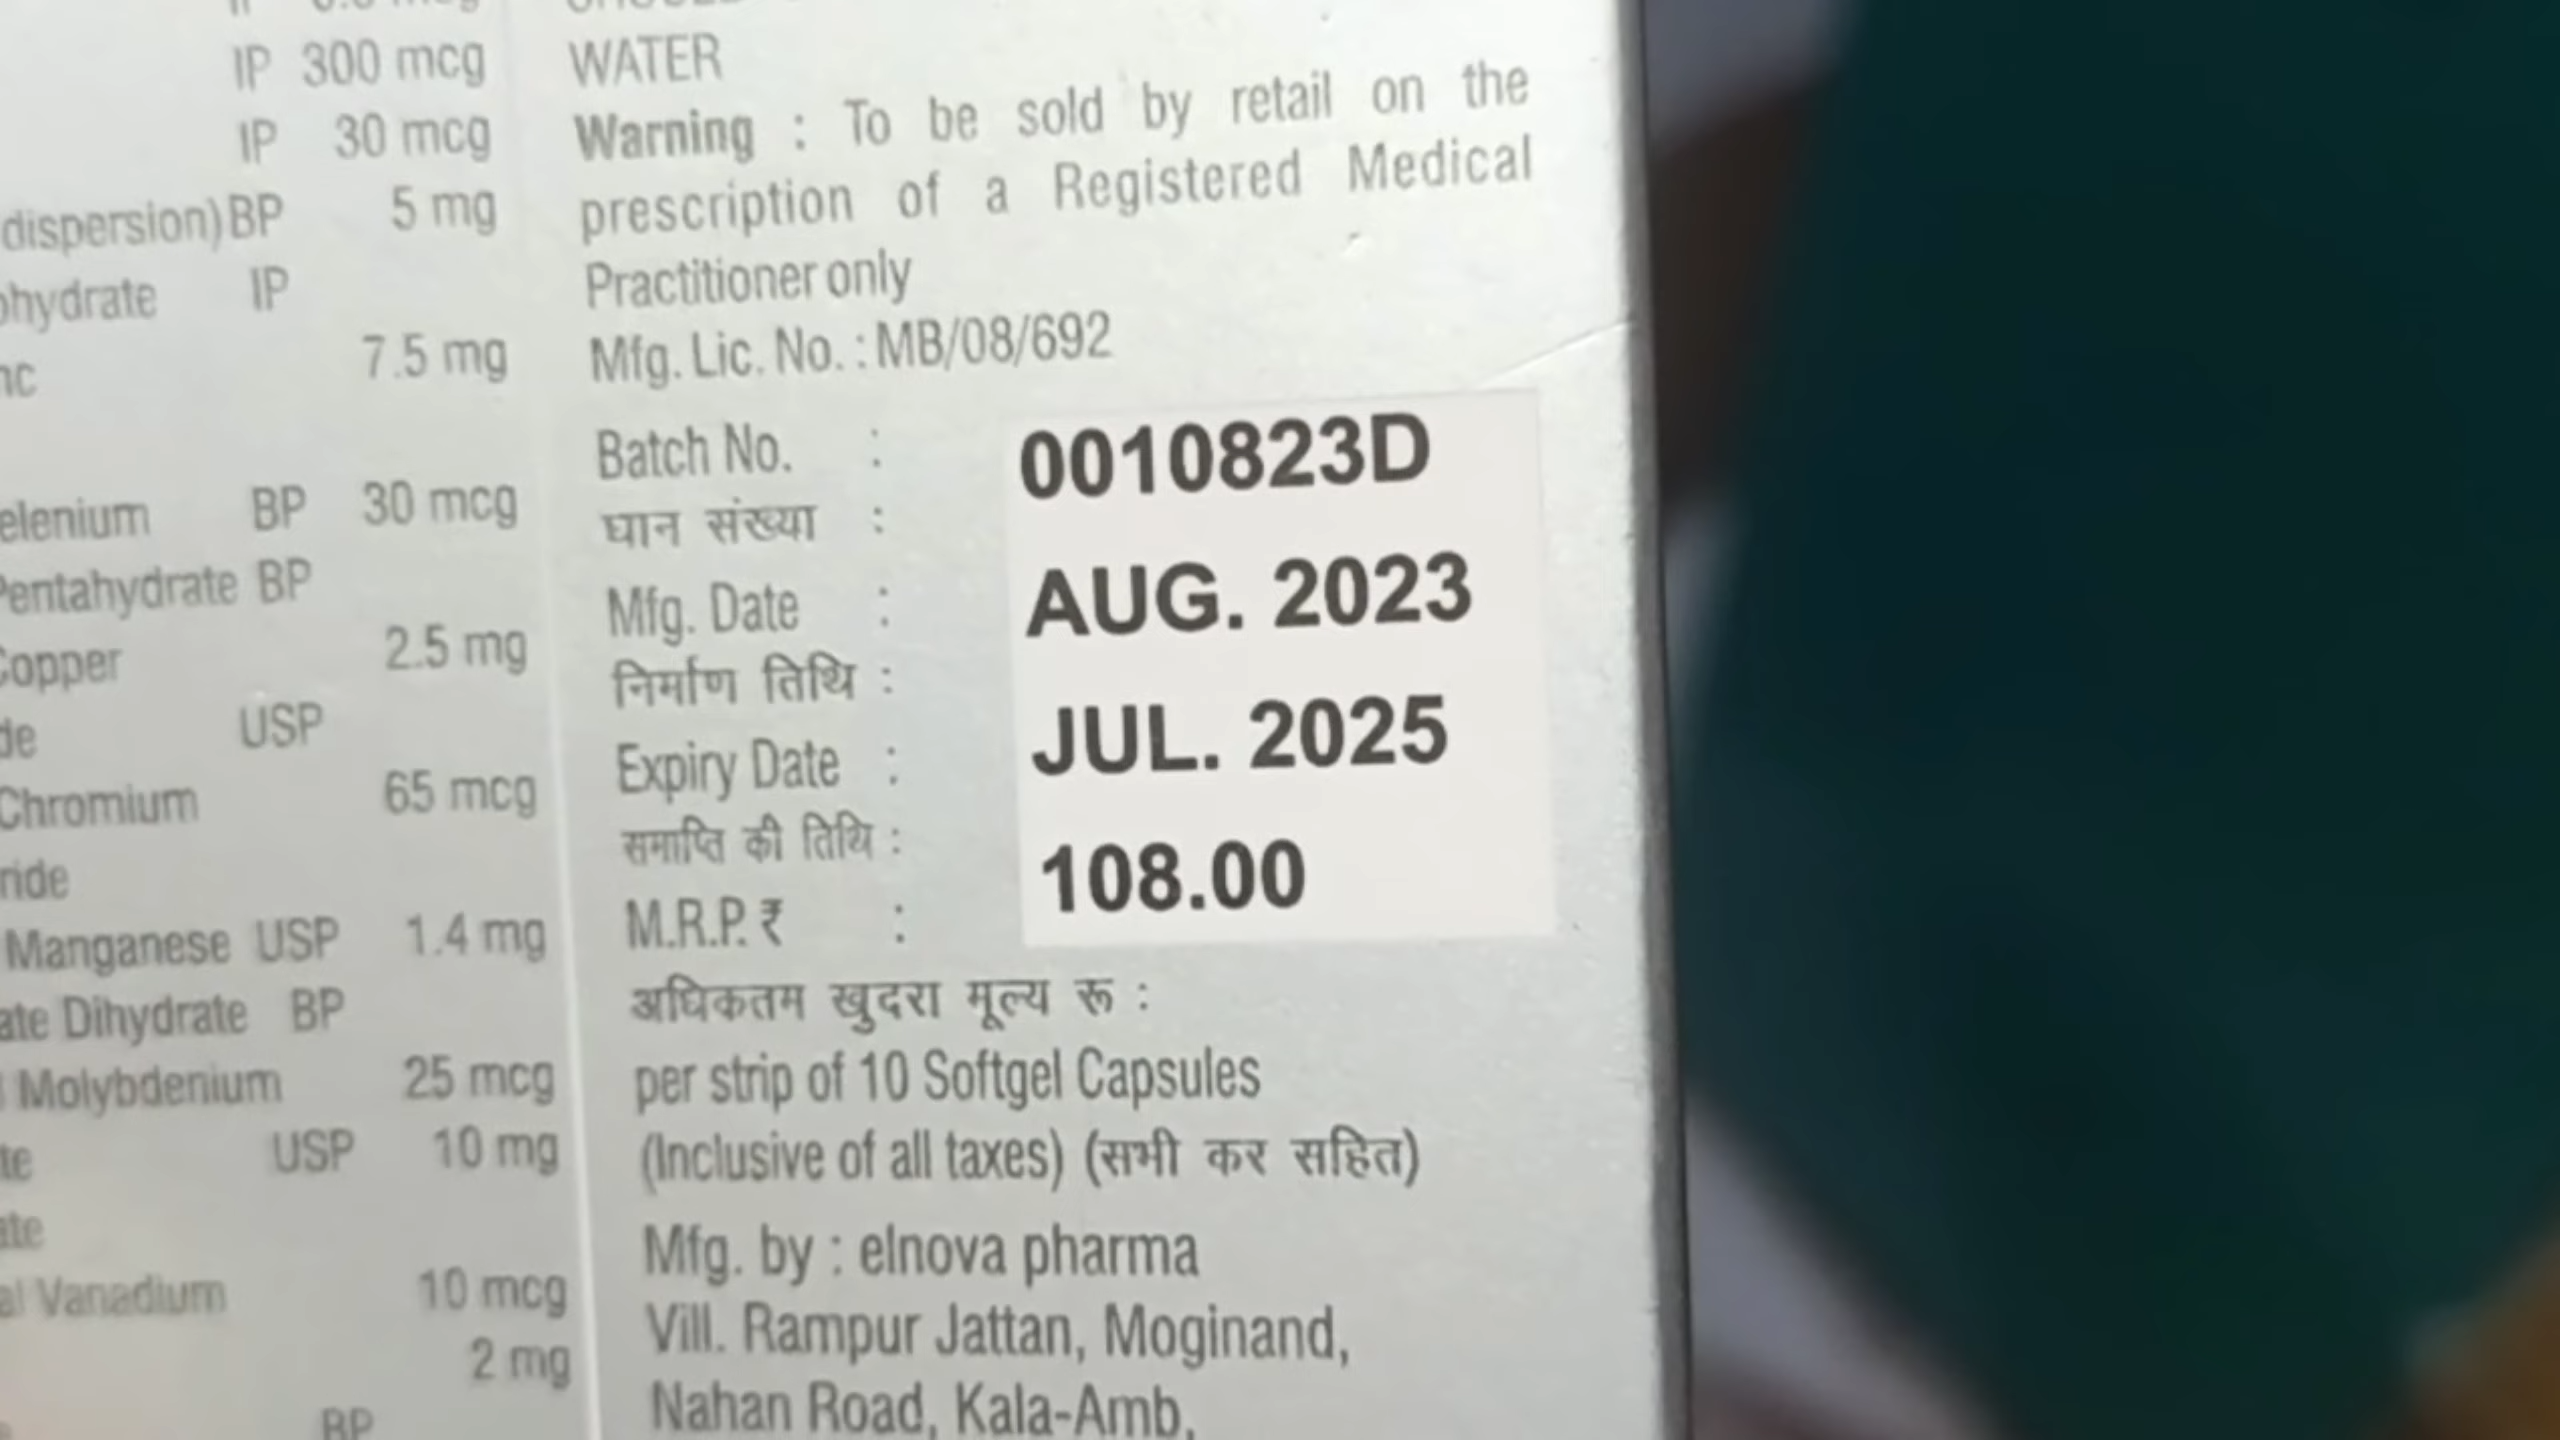 IP 300 mcg
IP 30 mcg
dispersion) BP 5 mg
IP
7.5 mg
BP 30 mcg
Pentahydrate BP
Copper 2.5 mg
USP
Chromium 65 mcg
Manganese USP 1.4 mg
Dihydrate BP
Molybdenium 25 mcg
USP 10 mg
Vanadium 10 mcg
2 mg
BP
WATER
Warning : To be sold by retail on the
prescription of a Registered Medical
Practitioner only
Mfg. Lic. No. : MB/08/692
Batch No. : 0010823D
घान संख्या :
Mfg. Date : AUG. 2023
निर्माण तिथि :
Expiry Date : JUL. 2025
समाप्ति की तिथि :
M.R.P. ₹ : 108.00
अधिकतम खुदरा मूल्य रू :
per strip of 10 Softgel Capsules
(Inclusive of all taxes) (सभी कर सहित)
Mfg. by : elnova pharma
Vill. Rampur Jattan, Moginand,
Nahan Road, Kala-Amb,